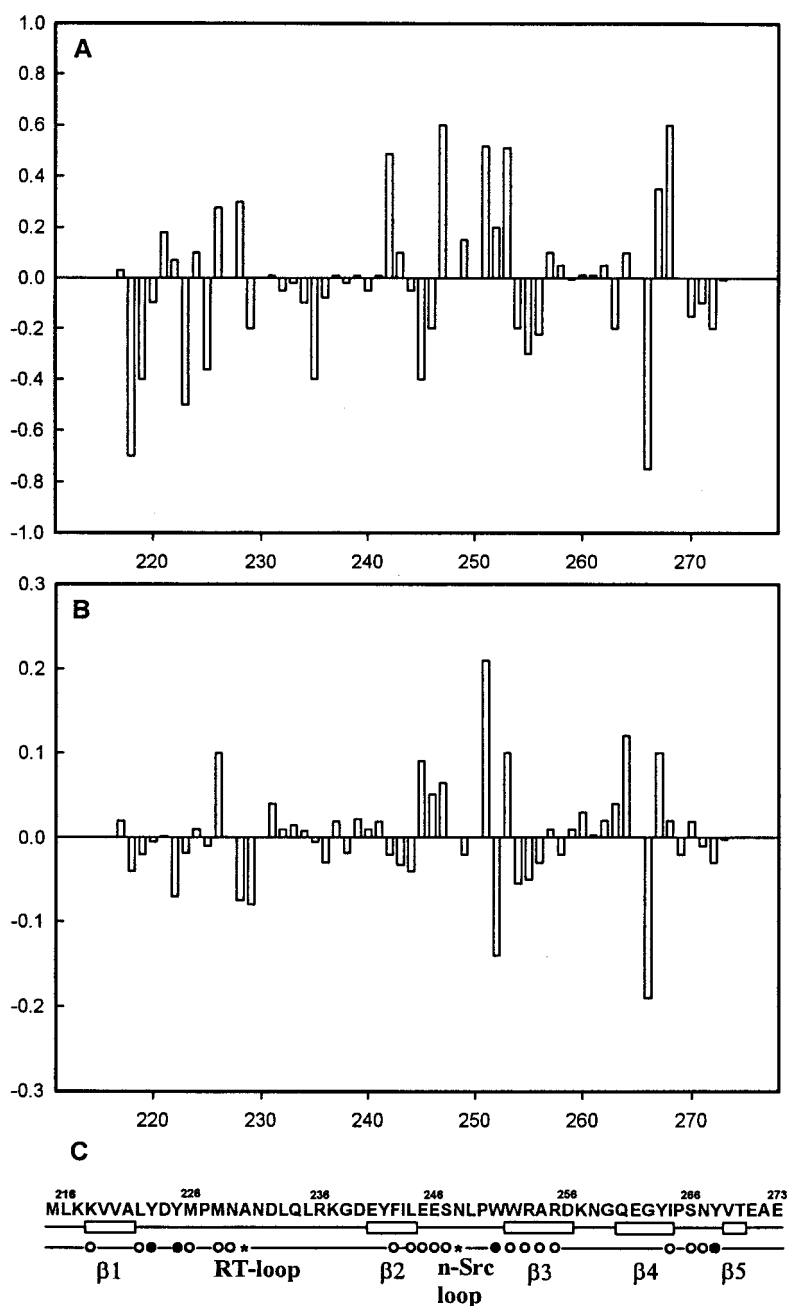 1.0
A
0.8
0.6
0.4
0.2
0.0
-0.2
-0.4
-0.6
-0.8
-1.0
220 230 240 250 260 270
0.3
B
0.2
0.1
0.0
-0.1
-0.2
-0.3
220 230 240 250 260 270
C
216 226 236 246 256 266 273
MLKKVVALYDYMPMNANDLQLRKGDEYFILEESNLPWWRARDKNGQEGYIPSNYVTEAE
β1 RT-loop β2 n-Src β3 β4 β5
loop